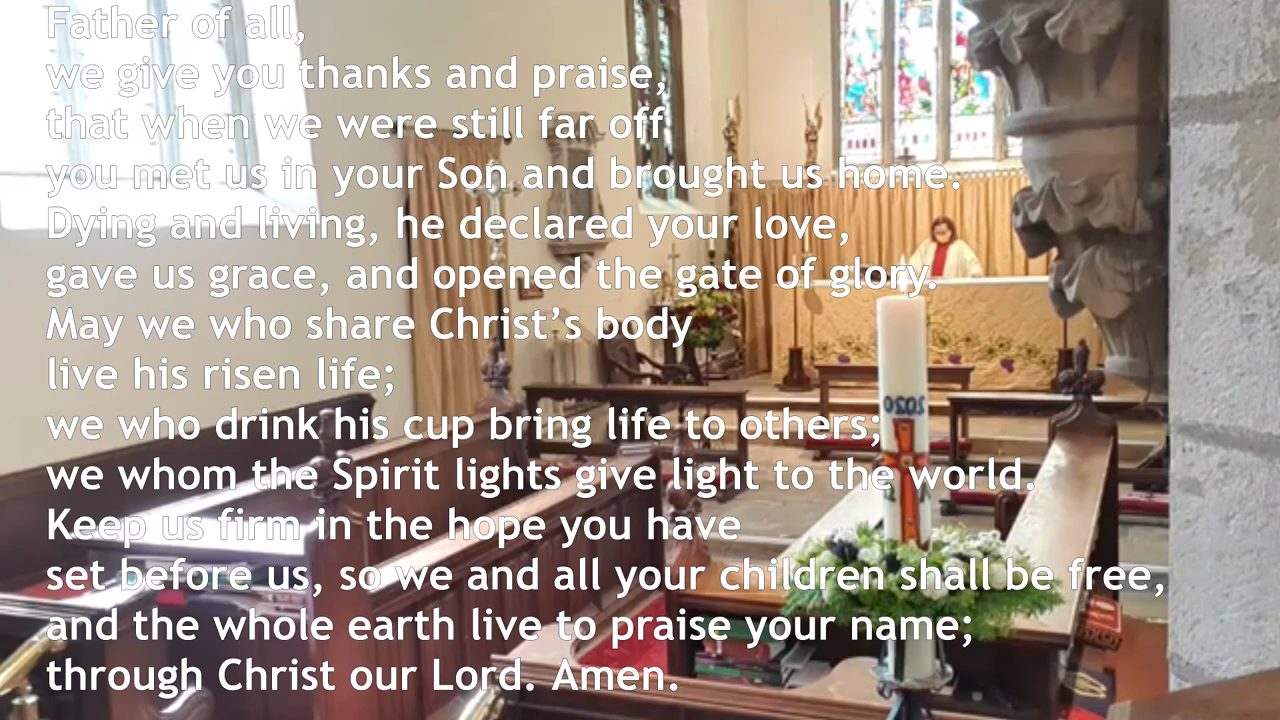 Father of all,
we give you thanks and praise,
that when we were still far off
you met us in your Son and brought us home.
Dying and living, he declared your love,
gave us grace, and opened the gate of glory.
May we who share Christ’s body
live his risen life;
we who drink his cup bring life to others;
we whom the Spirit lights give light to the world.
Keep us firm in the hope you have
set before us, so we and all your children shall be free,
and the whole earth live to praise your name;
through Christ our Lord. Amen.
2020